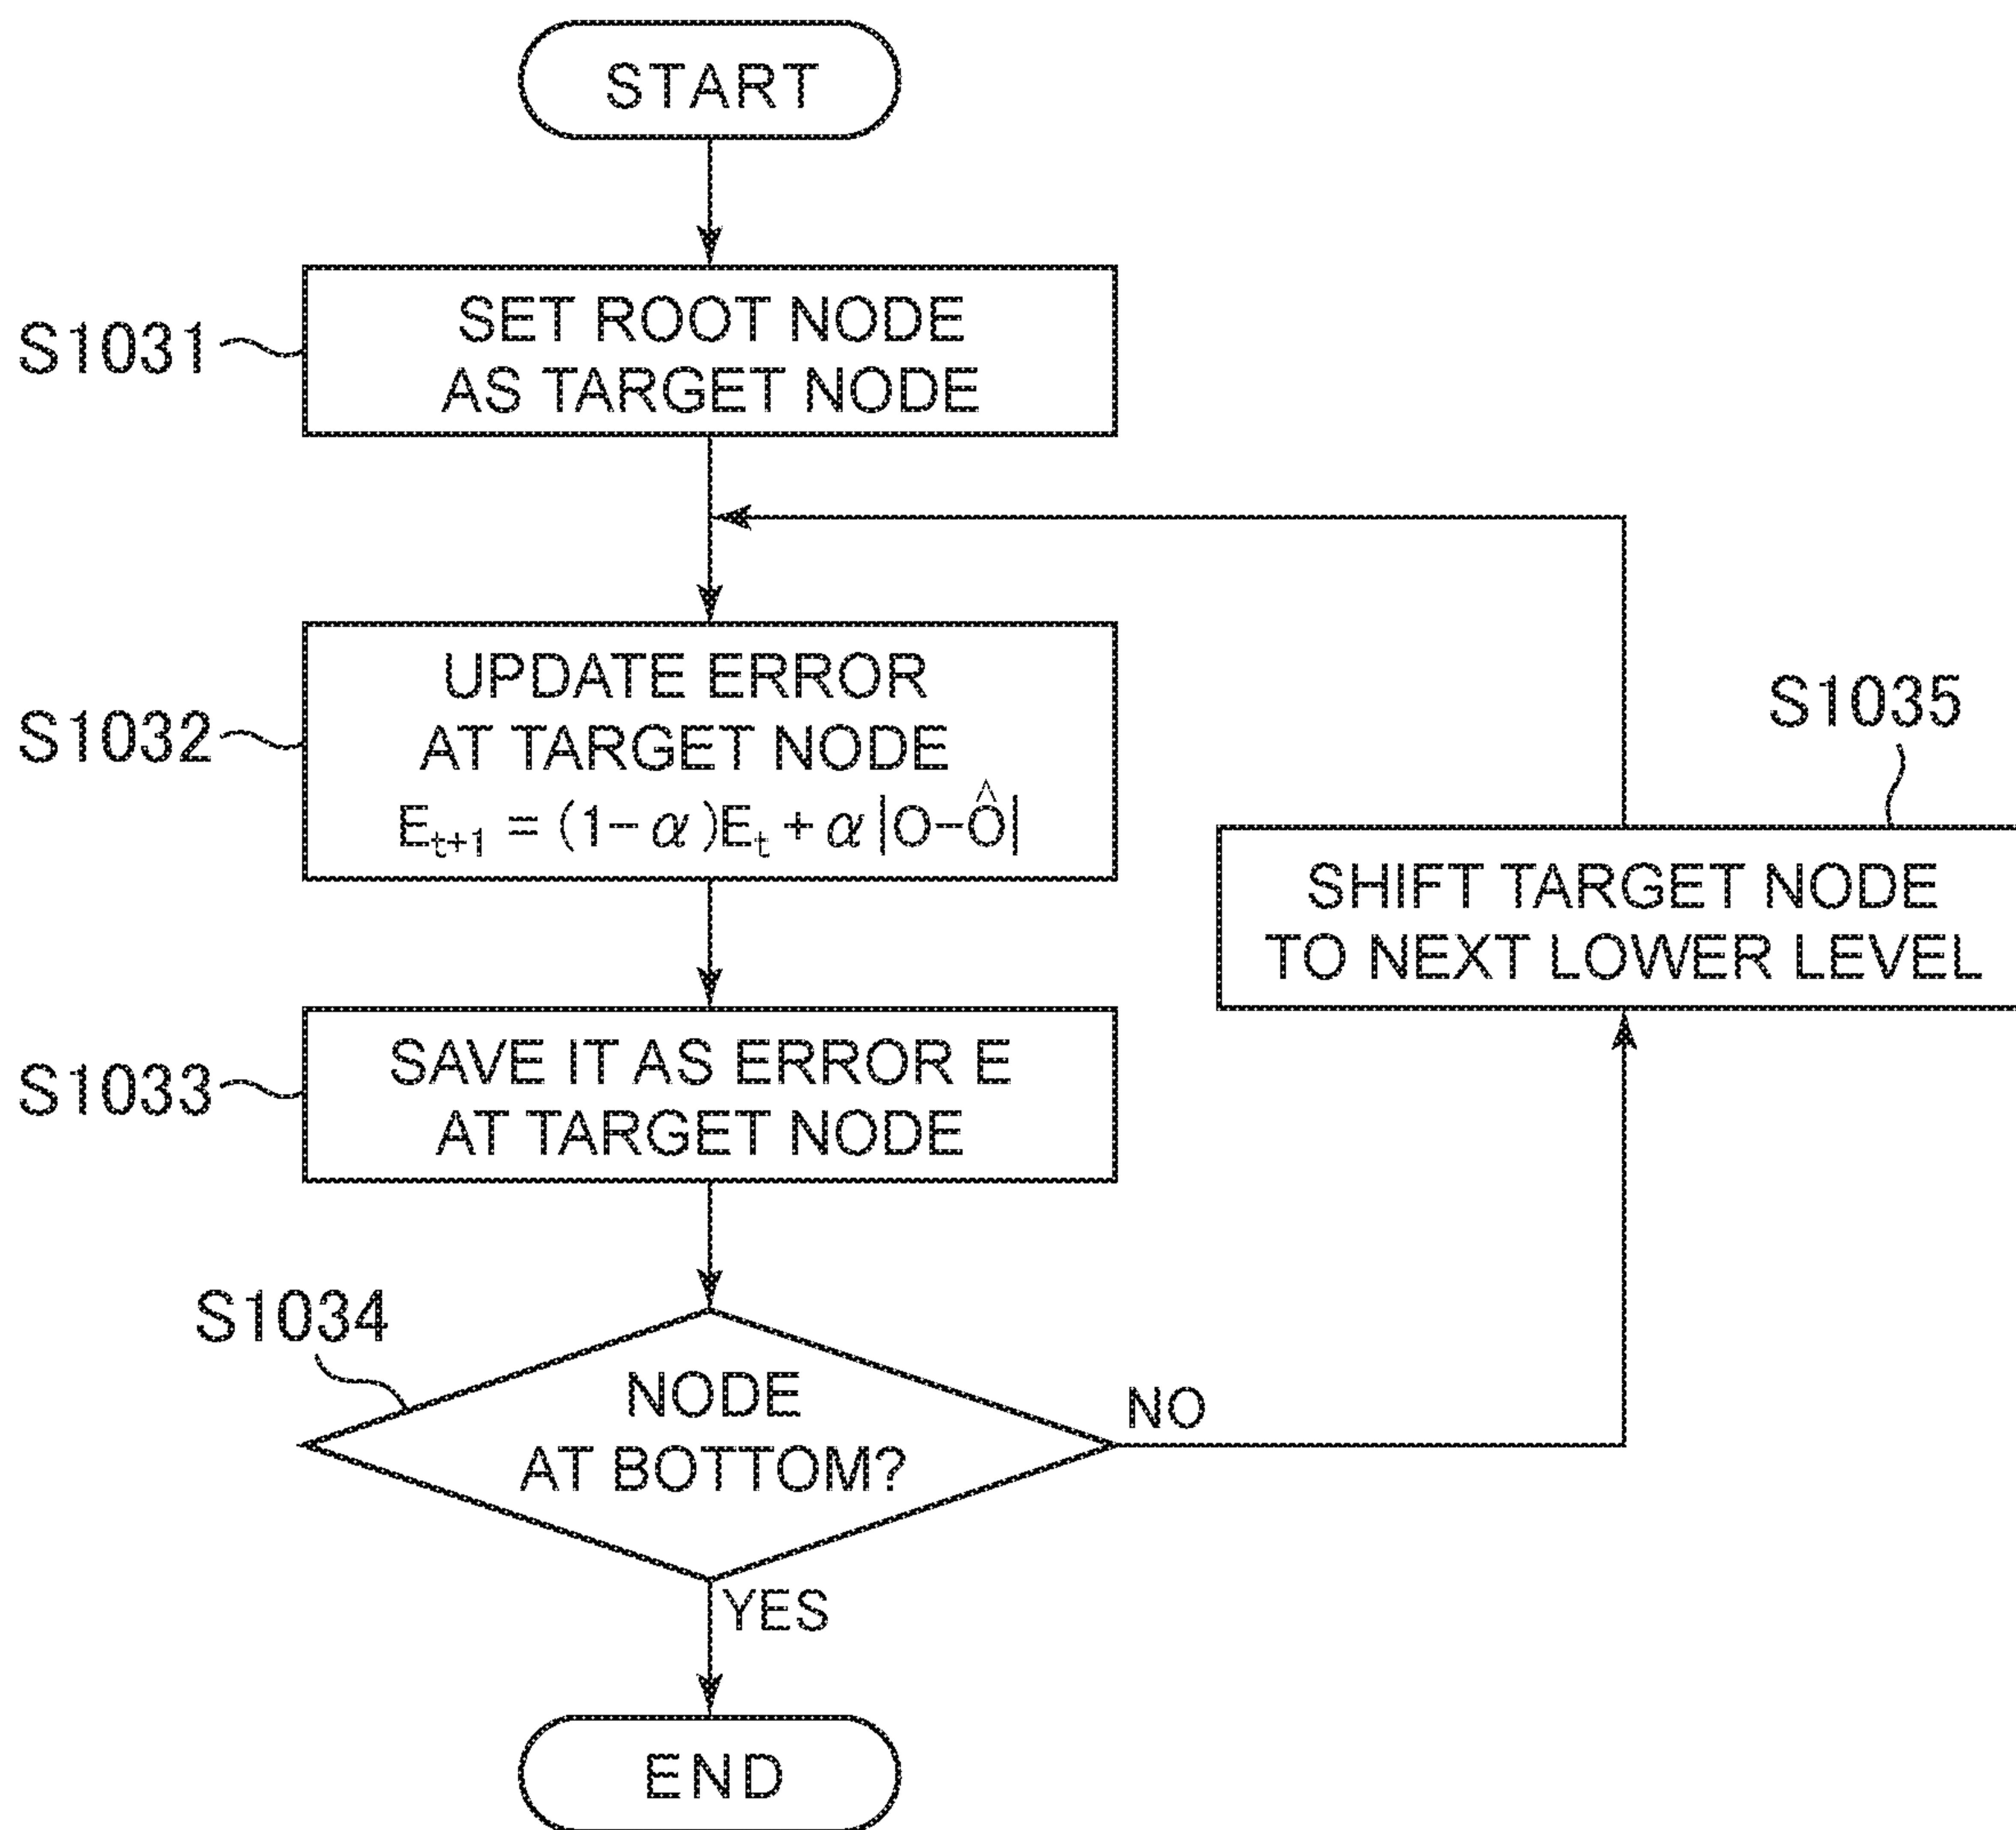 START
S1031
SET ROOT NODE
AS TARGET NODE
S1032
UPDATE ERROR
AT TARGET NODE
Eₜ₊₁ = (1−α)Eₜ + α|O−Ô|
S1035
SHIFT TARGET NODE
TO NEXT LOWER LEVEL
S1033
SAVE IT AS ERROR E
AT TARGET NODE
S1034
NODE
AT BOTTOM?
NO
YES
END